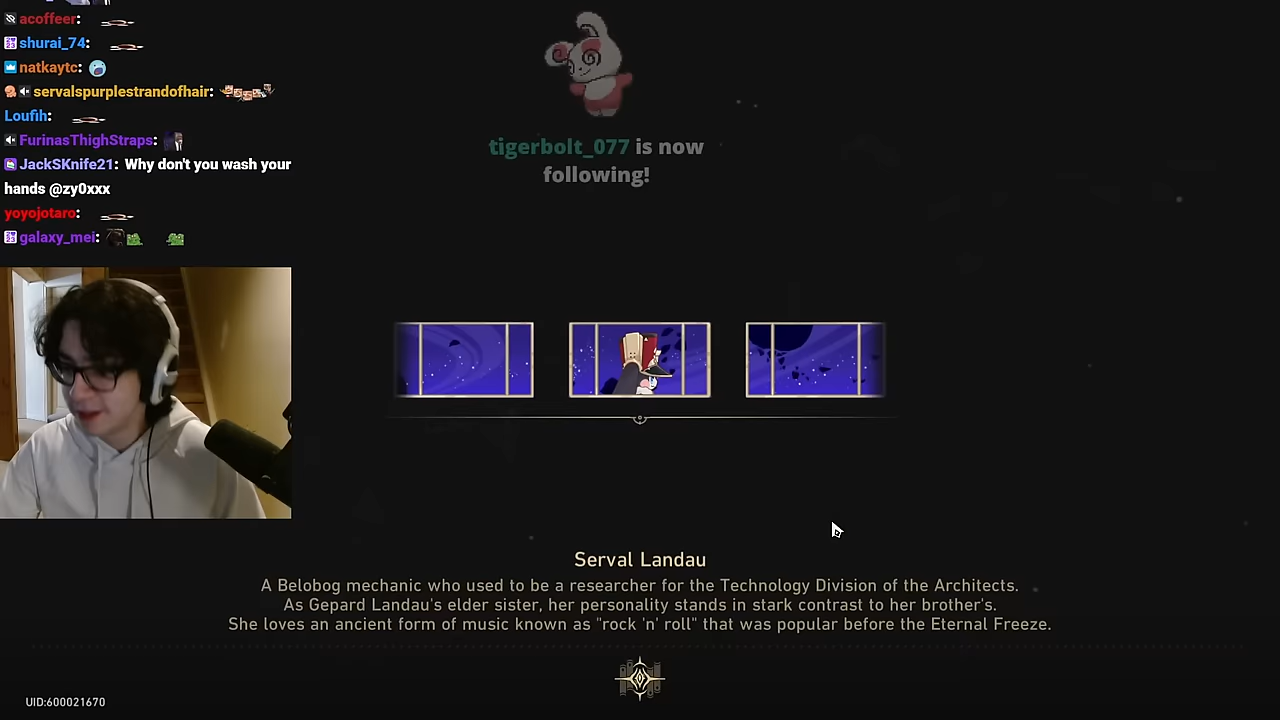 acoffeer:
shurai_74:
natkaytc:
servalspurplestrandofhair:
Loufih:
FurinasThighStraps:
JackSKnife21: Why don't you wash your
hands @zy0xxx
yoyojotaro:
galaxy_mei:
tigerbolt_077 is now
following!
Serval Landau
A Belobog mechanic who used to be a researcher for the Technology Division of the Architects.
As Gepard Landau's elder sister, her personality stands in stark contrast to her brother's.
She loves an ancient form of music known as "rock 'n' roll" that was popular before the Eternal Freeze.
UID:600021670